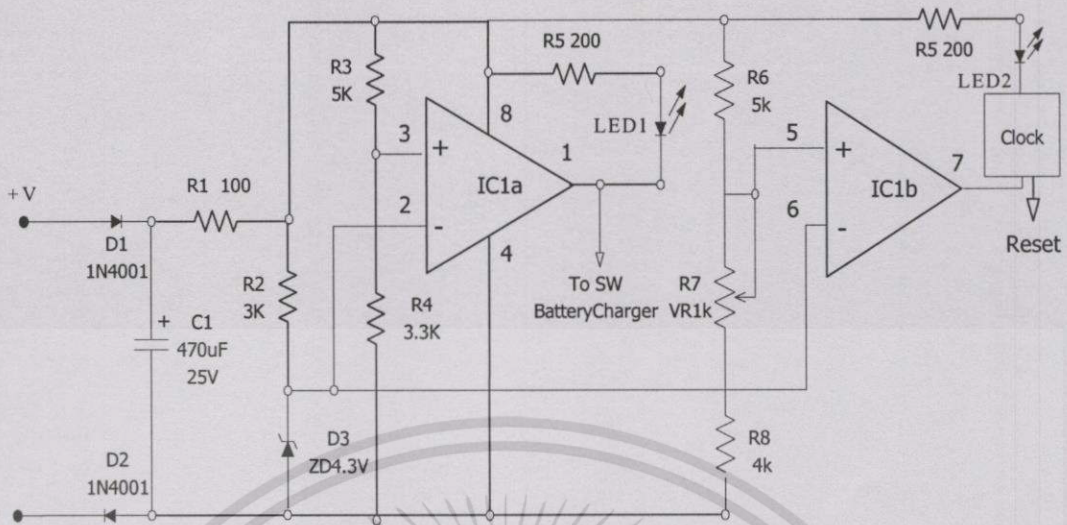 R5 200
R5 200
R3
5K
R6
5k
LED2
LED1
8
3
+
1
5
+
7
Clock
IC1a
IC1b
R1 100
+V
2
-
6
-
D1
1N4001
4
Reset
R2
3K
To SW
BatteryCharger
R7
VR1k
R4
3.3K
+
C1
470uF
25V
D3
ZD4.3V
R8
4k
D2
1N4001